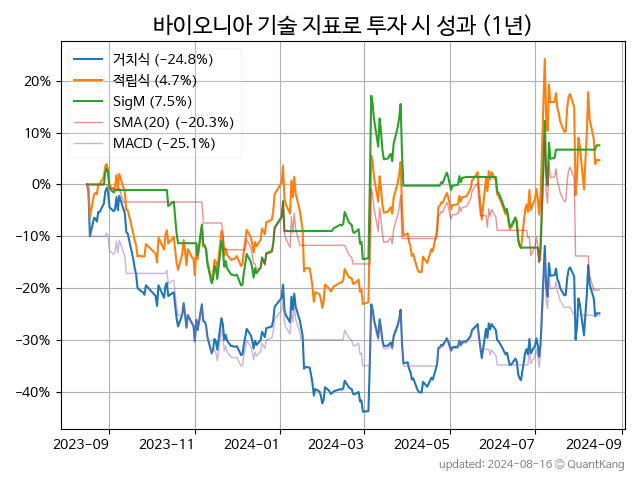 바이오니아 기술 지표로 투자 시 성과 (1년)
거치식 (−24.8%)
적립식 (4.7%)
SigM (7.5%)
SMA(20) (−20.3%)
MACD (−25.1%)
20%
10%
0%
−10%
−20%
−30%
−40%
2023-09 2023-11 2024-01 2024-03 2024-05 2024-07 2024-09
updated: 2024-08-16 @ QuantKang